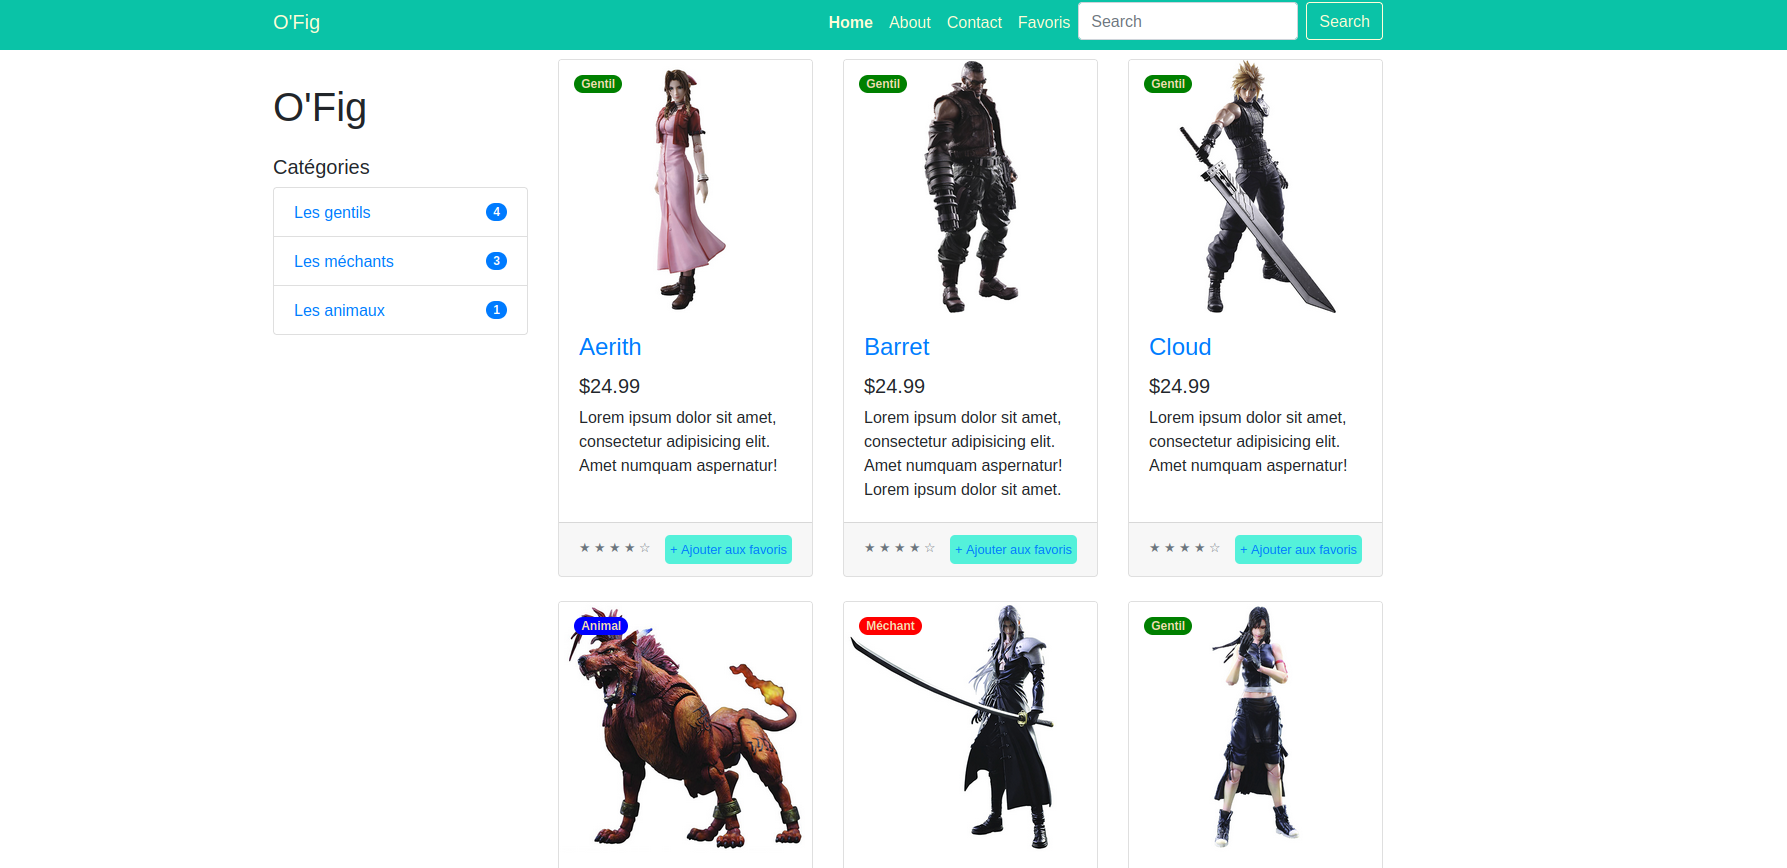 O'Fig
Home About Contact Favoris Search Search
O'Fig
Catégories
Les gentils 4
Les méchants 3
Les animaux 1
Gentil
Aerith
$24.99
Lorem ipsum dolor sit amet,
consectetur adipisicing elit.
Amet numquam aspernatur!
★ ★ ★ ★ ☆ + Ajouter aux favoris
Gentil
Barret
$24.99
Lorem ipsum dolor sit amet,
consectetur adipisicing elit.
Amet numquam aspernatur!
Lorem ipsum dolor sit amet.
★ ★ ★ ★ ☆ + Ajouter aux favoris
Gentil
Cloud
$24.99
Lorem ipsum dolor sit amet,
consectetur adipisicing elit.
Amet numquam aspernatur!
★ ★ ★ ★ ☆ + Ajouter aux favoris
Animal
Méchant
Gentil